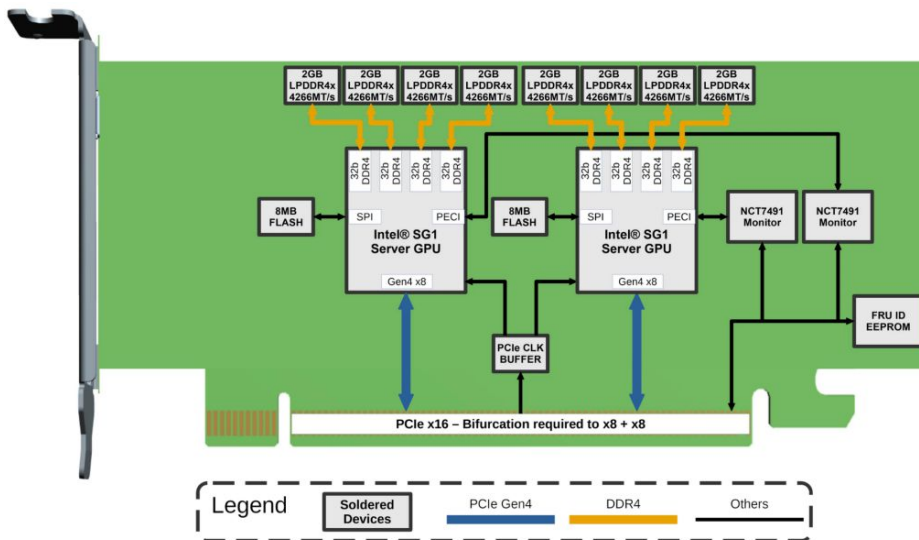 2GB
LPDDR4x
4266MT/s
2GB
LPDDR4x
4266MT/s
2GB
LPDDR4x
4266MT/s
2GB
LPDDR4x
4266MT/s
2GB
LPDDR4x
4266MT/s
2GB
LPDDR4x
4266MT/s
2GB
LPDDR4x
4266MT/s
2GB
LPDDR4x
4266MT/s
32b
DDR4
32b
DDR4
32b
DDR4
32b
DDR4
32b
DDR4
32b
DDR4
32b
DDR4
32b
DDR4
8MB
FLASH
SPI
PECI
Intel® SG1
Server GPU
Gen4 x8
8MB
FLASH
SPI
PECI
Intel® SG1
Server GPU
Gen4 x8
NCT7491
Monitor
NCT7491
Monitor
FRU ID
EEPROM
PCIe CLK
BUFFER
PCIe x16 – Bifurcation required to x8 + x8
Legend
Soldered
Devices
PCIe Gen4
DDR4
Others